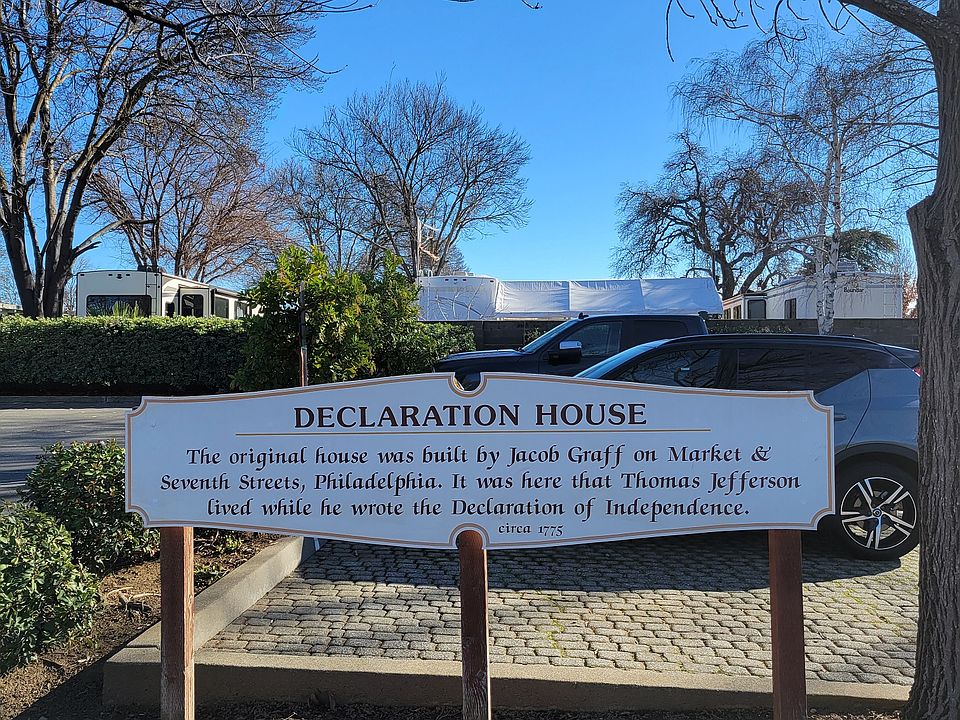 DECLARATION HOUSE
The original house was built by Jacob Graff on Market &
Seventh Streets, Philadelphia. It was here that Thomas Jefferson
lived while he wrote the Declaration of Independence.
circa 1775